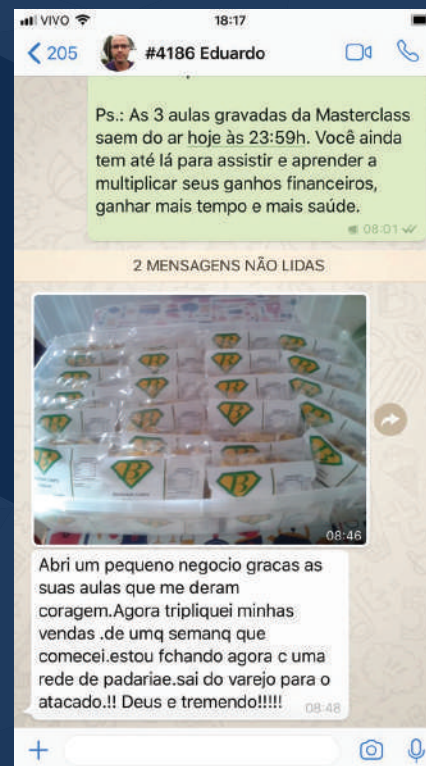 VIVO 18:17
205 #4186 Eduardo
Ps.: As 3 aulas gravadas da Masterclass
saem do ar hoje às 23:59h. Você ainda
tem até lá para assistir e aprender a
multiplicar seus ganhos financeiros,
ganhar mais tempo e mais saúde.
08:01
2 MENSAGENS NÃO LIDAS
B B B B
08:46
Abri um pequeno negocio gracas as
suas aulas que me deram
coragem.Agora tripliquei minhas
vendas .de umq semanq que
comecei.estou fchando agora c uma
rede de padariae.sai do varejo para o
atacado.!! Deus e tremendo!!!!!
08:48